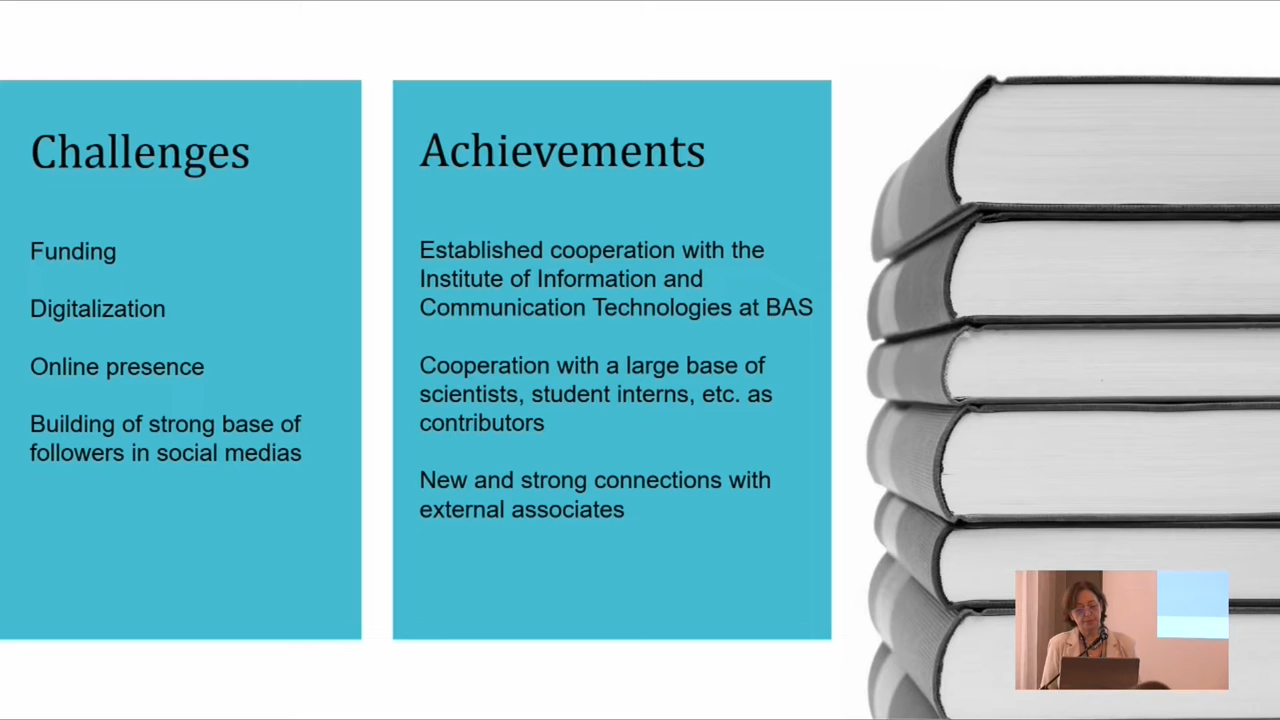 Challenges
Funding
Digitalization
Online presence
Building of strong base of
followers in social medias
Achievements
Established cooperation with the
Institute of Information and
Communication Technologies at BAS
Cooperation with a large base of
scientists, student interns, etc. as
contributors
New and strong connections with
external associates